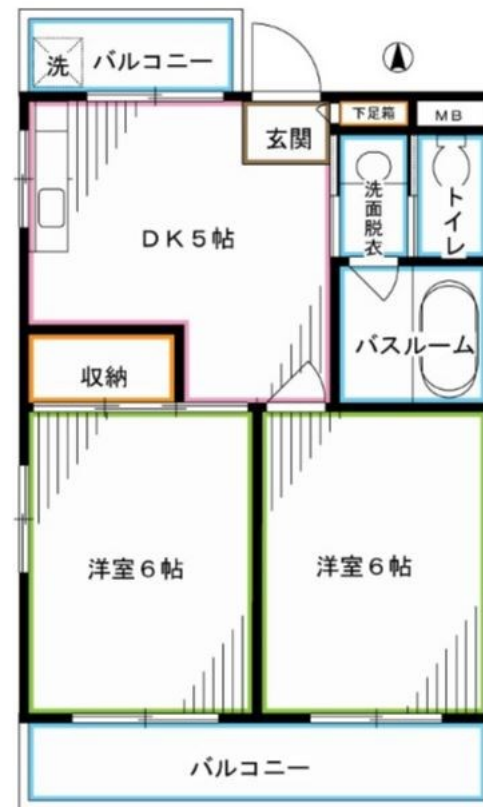 洗
バルコニー
玄関
下足箱
MB
DK5帖
洗面脱衣
トイレ
収納
バスルーム
洋室6帖
洋室6帖
バルコニー